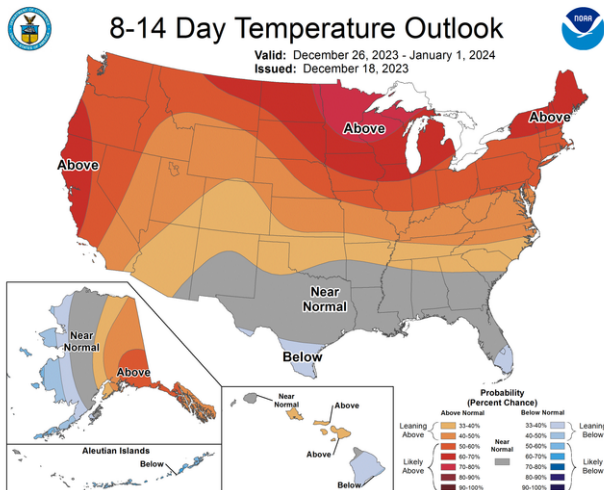 8-14 Day Temperature Outlook
Valid: December 26, 2023 - January 1, 2024
Issued: December 18, 2023
NOAA
Above
Above
Above
Near
Normal
Below
Near
Normal
Above
Aleutian Islands
Below
Near
Normal
Above
Above
Below
Probability
(Percent Chance)
Above Normal
Below Normal
Leaning
Above
33-40%
40-50%
50-60%
60-70%
70-80%
80-90%
90-100%
Likely
Above
Near
Normal
33-40%
40-50%
50-60%
60-70%
70-80%
80-90%
90-100%
Leaning
Below
Likely
Below